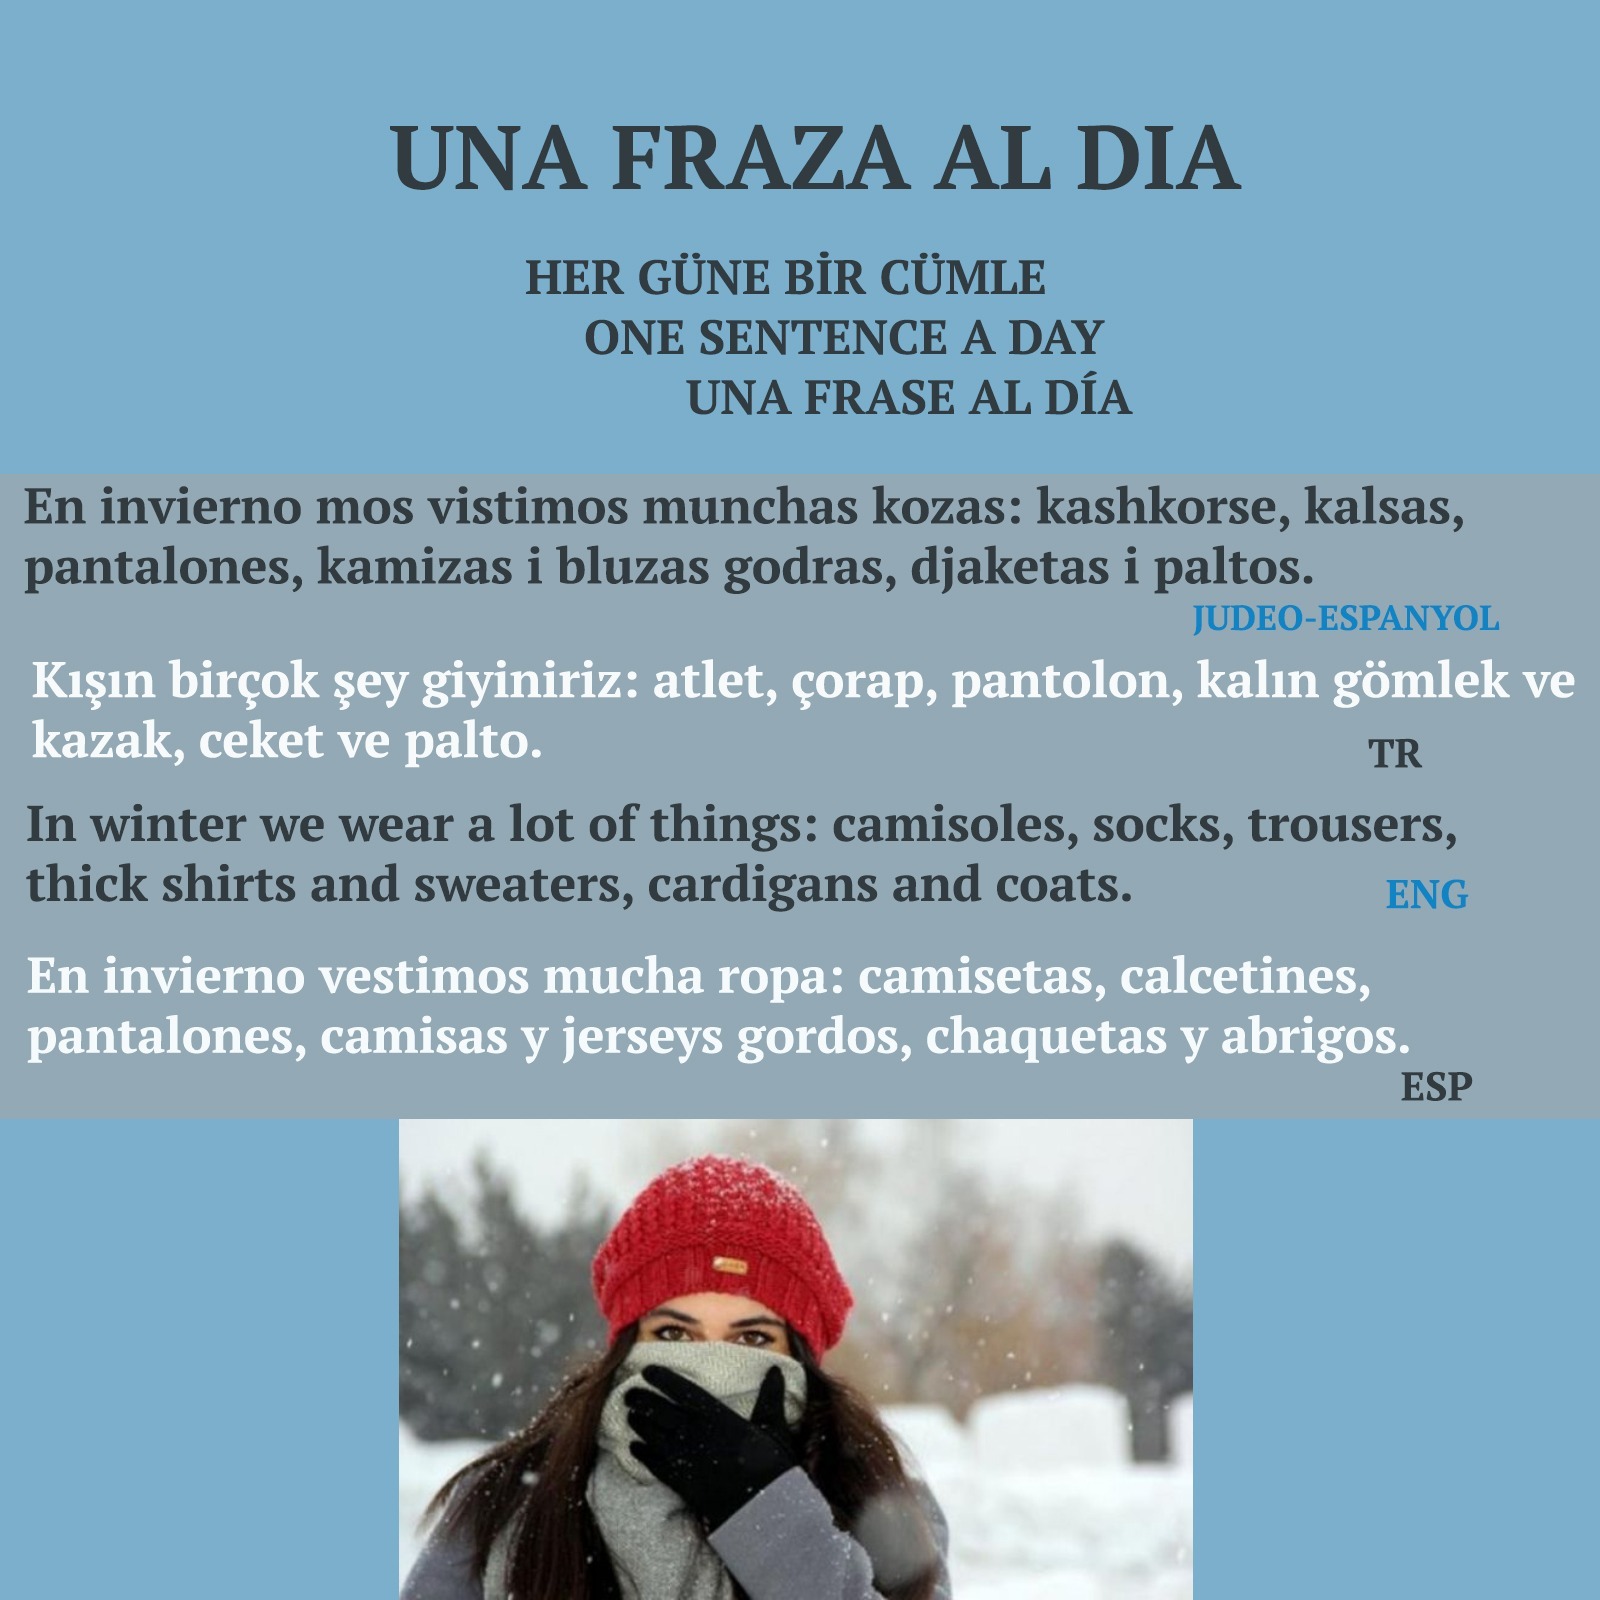 UNA FRAZA AL DIA
HER GÜNE BİR CÜMLE
ONE SENTENCE A DAY
UNA FRASE AL DÍA
En invierno mos vistimos munchas kozas: kashkorse, kalsas,
pantalones, kamizas i bluzas godras, djaketas i paltos.
JUDEO-ESPANYOL
Kışın birçok şey giyiniriz: atlet, çorap, pantolon, kalın gömlek ve
kazak, ceket ve palto.
TR
In winter we wear a lot of things: camisoles, socks, trousers,
thick shirts and sweaters, cardigans and coats.
ENG
En invierno vestimos mucha ropa: camisetas, calcetines,
pantalones, camisas y jerseys gordos, chaquetas y abrigos.
ESP